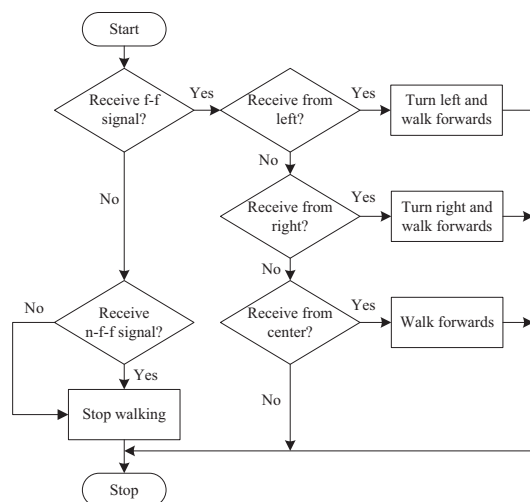 Start
Receive f-f
signal?
Yes
Receive from
left?
Yes
Turn left and
walk forwards
No
No
Receive from
right?
Yes
Turn right and
walk forwards
No
No
Receive
n-f-f signal?
Yes
Receive from
center?
Yes
Walk forwards
No
Stop walking
Stop